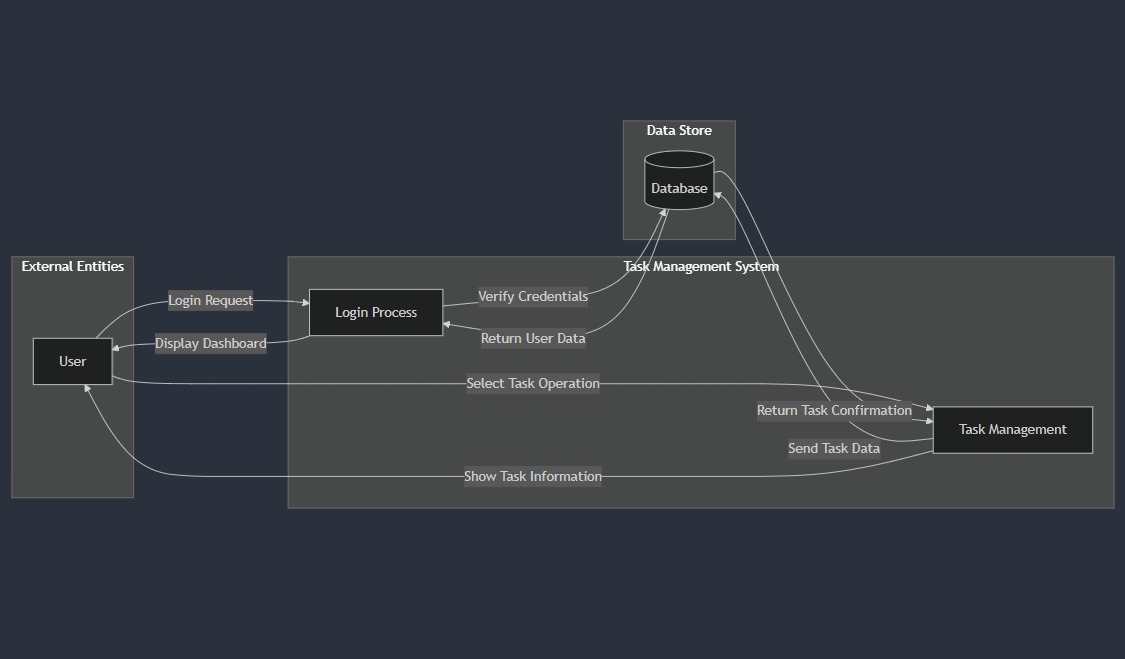 Data Store
Database
External Entities
Task Management System
Login Request
Verify Credentials
Login Process
Return User Data
Display Dashboard
User
Select Task Operation
Return Task Confirmation
Task Management
Send Task Data
Show Task Information